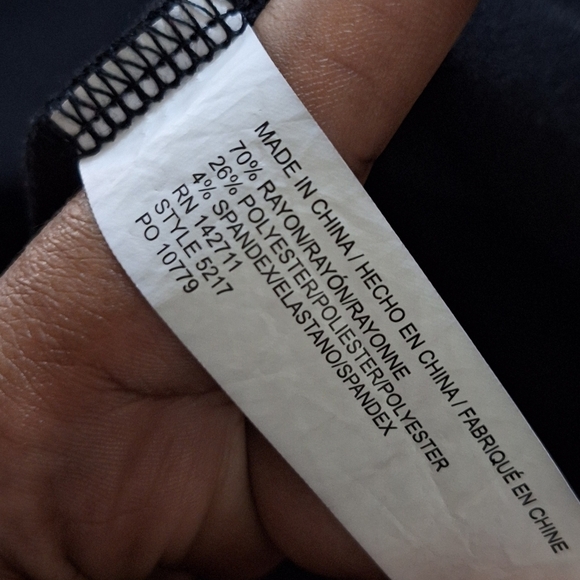 MADE IN CHINA / HECHO EN CHINA / FABRIQUÉ EN CHINE
70% RAYON/RAYÓN/RAYONNE
26% POLYESTER/POLIESTER/POLYESTER
4% SPANDEX/ELASTANO/SPANDEX
RN 142711
STYLE 5217
PO 10779